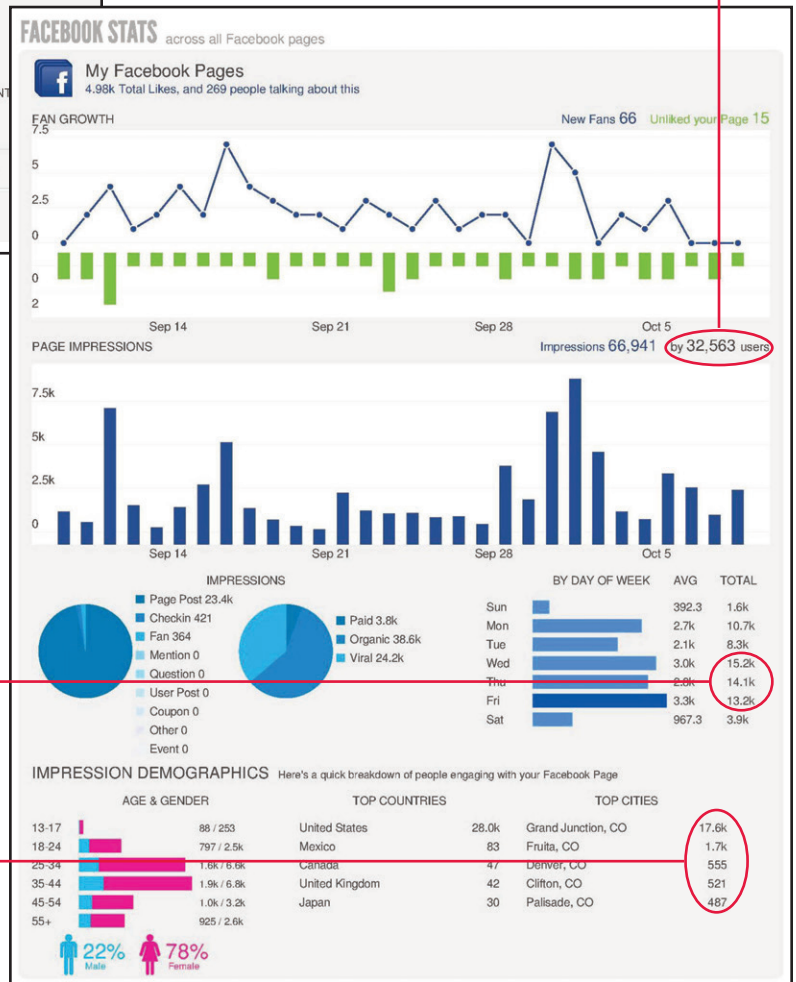 NT
FACEBOOK STATS across all Facebook pages
f
My Facebook Pages
4.98k Total Likes, and 269 people talking about this
FAN GROWTH
New Fans 66 Unliked your Page 15
7.5
5
2.5
0
0
2
Sep 14 Sep 21 Sep 28 Oct 5
PAGE IMPRESSIONS
Impressions 66,941 by 32,563 users
7.5k
5k
2.5k
0
Sep 14 Sep 21 Sep 28 Oct 5
IMPRESSIONS
Page Post 23.4k
Checkin 421
Fan 364
Mention 0
Question 0
User Post 0
Coupon 0
Other 0
Event 0
Paid 3.8k
Organic 38.6k
Viral 24.2k
BY DAY OF WEEK AVG TOTAL
Sun 392.3 1.6k
Mon 2.7k 10.7k
Tue 2.1k 8.3k
Wed 3.0k 15.2k
Thu 2.8k 14.1k
Fri 3.3k 13.2k
Sat 967.3 3.9k
IMPRESSION DEMOGRAPHICS Here's a quick breakdown of people engaging with your Facebook Page
AGE & GENDER
13-17 88 / 253
18-24 797 / 2.5k
25-34 1.6k / 6.6k
35-44 1.9k / 6.8k
45-54 1.0k / 3.2k
55+ 925 / 2.6k
22% Male
78% Female
TOP COUNTRIES
United States 28.0k
Mexico 83
Canada 47
United Kingdom 42
Japan 30
TOP CITIES
Grand Junction, CO 17.6k
Fruita, CO 1.7k
Denver, CO 555
Clifton, CO 521
Palisade, CO 487